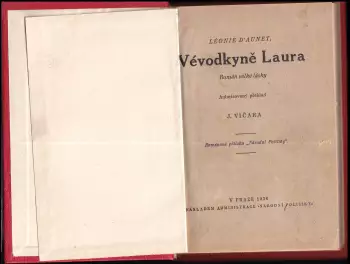 LEONIE D'AUNET,
Vévodkyně Laura
Román velké lásky
Autorisovaný překlad
J. VIČARA
Románová příloha „Národní Politiky“
V PRAZE 1930
NÁKLADEM ADMINISTRACE »NÁRODNÍ POLITIKY«